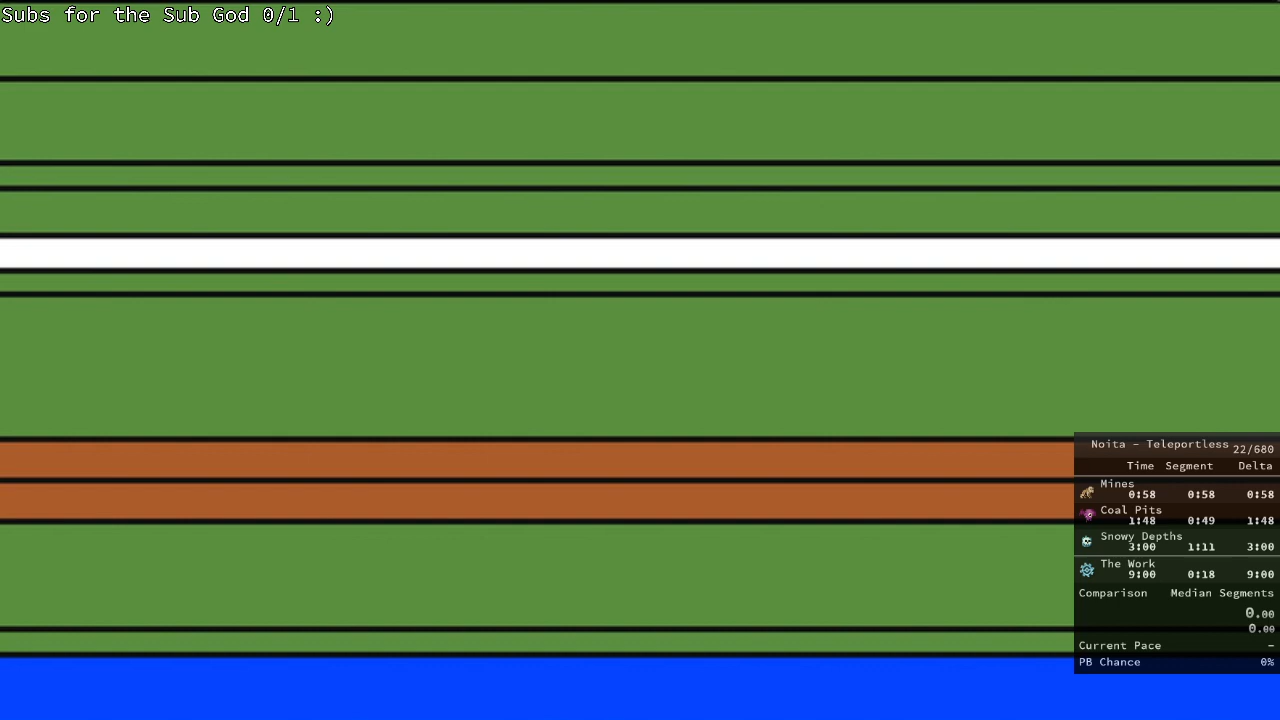 Subs for the Sub God 0/1 :)
Noita - Teleportless 22/680
Time Segment Delta
Mines
0:58 0:58 0:58
Coal Pits
1:48 0:49 1:48
Snowy Depths
3:00 1:11 3:00
The Work
9:00 0:18 9:00
Comparison Median Segments
0.00
0.00
Current Pace -
PB Chance 0%